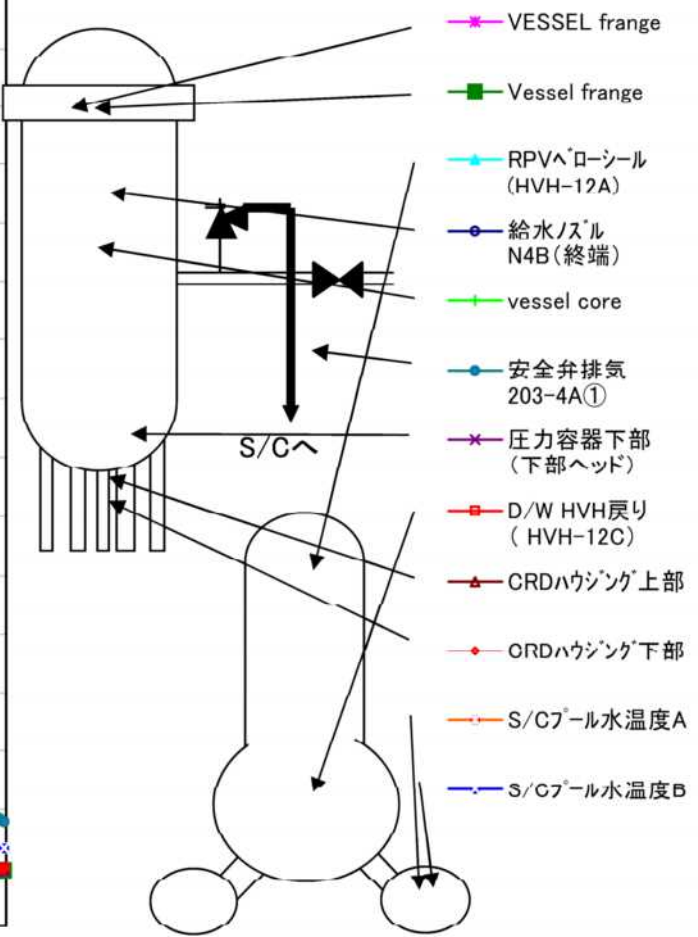 VESSEL frange
Vessel frange
RPVベローシール
(HVH-12A)
給水ノズル
N4B(終端)
vessel core
安全弁排気
203-4A①
圧力容器下部
(下部ヘッド)
D/W HVH戻り
( HVH-12C)
CRDハウジング上部
CRDハウジング下部
S/Cプール水温度A
S/Cプール水温度B
S/Cへ